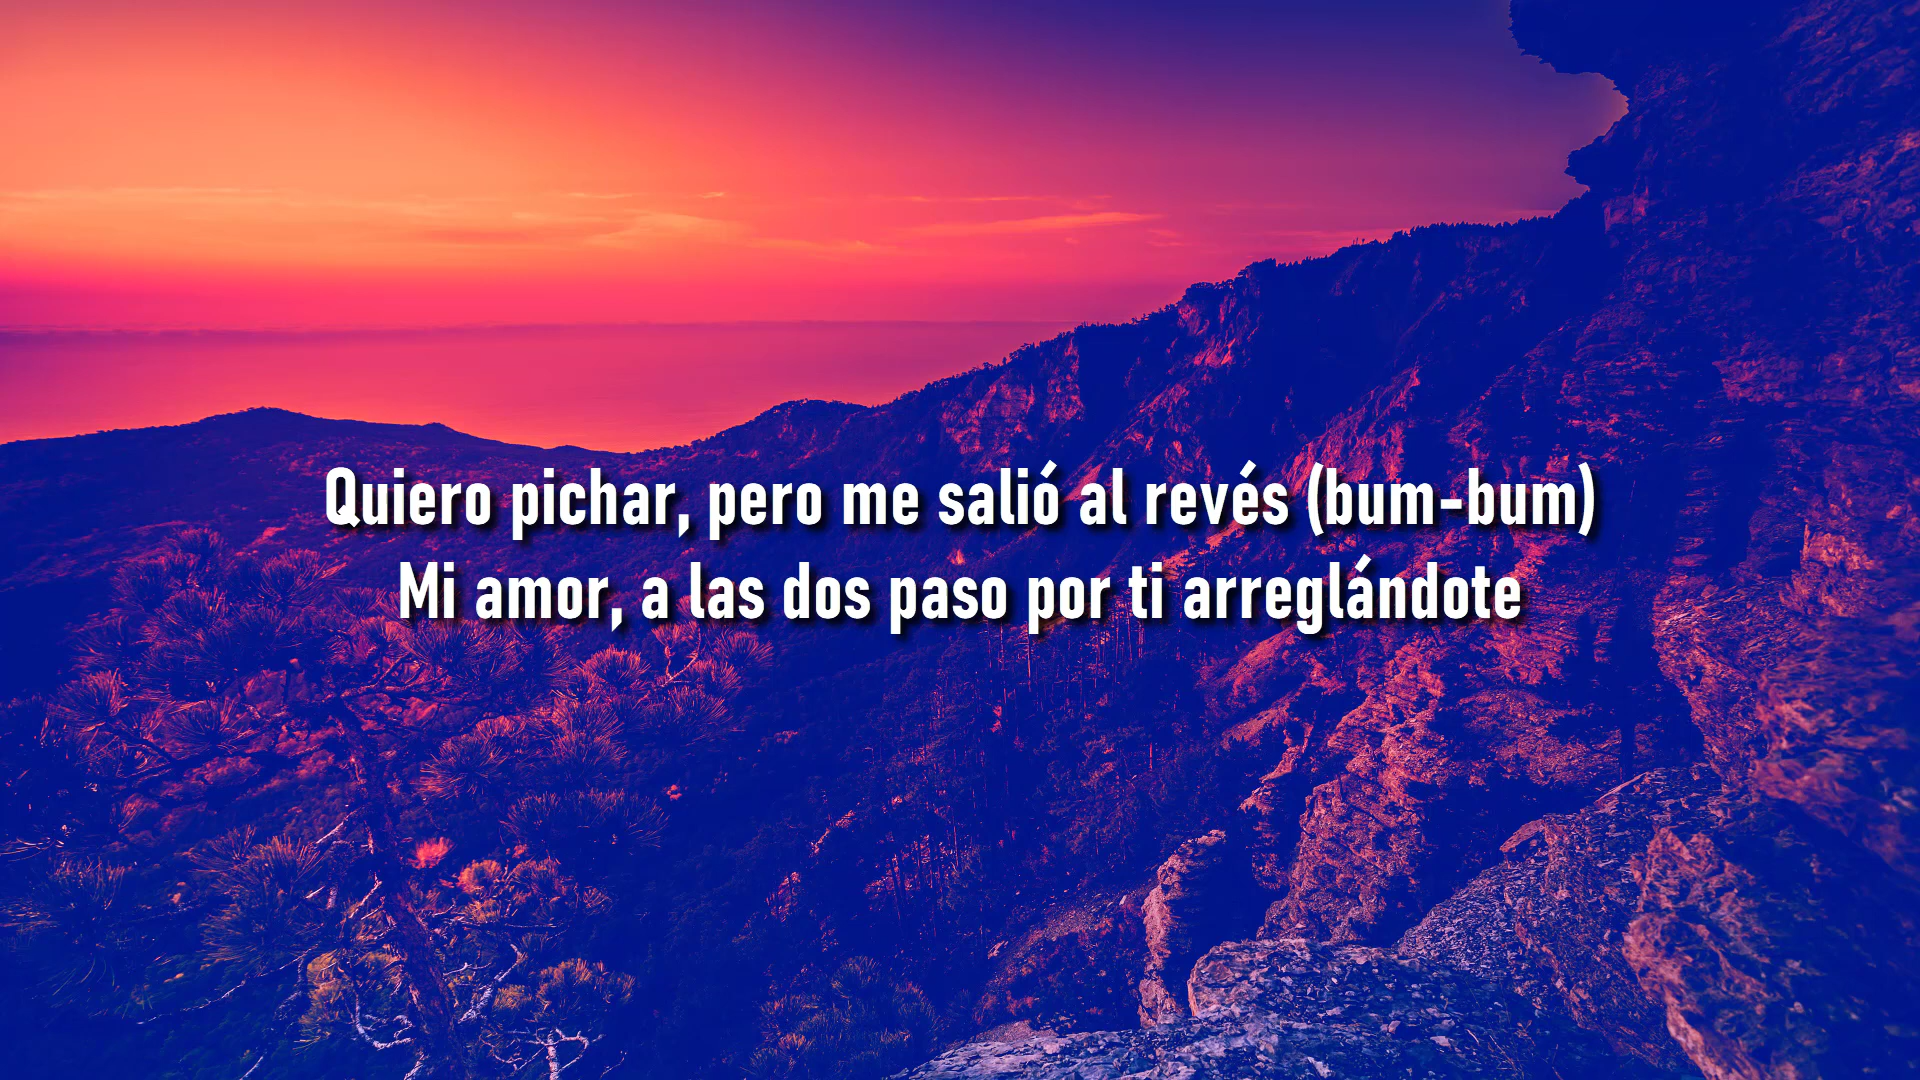 Quiero pichar, pero me salió al revés (bum-bum)
Mi amor, a las dos paso por ti arreglándote